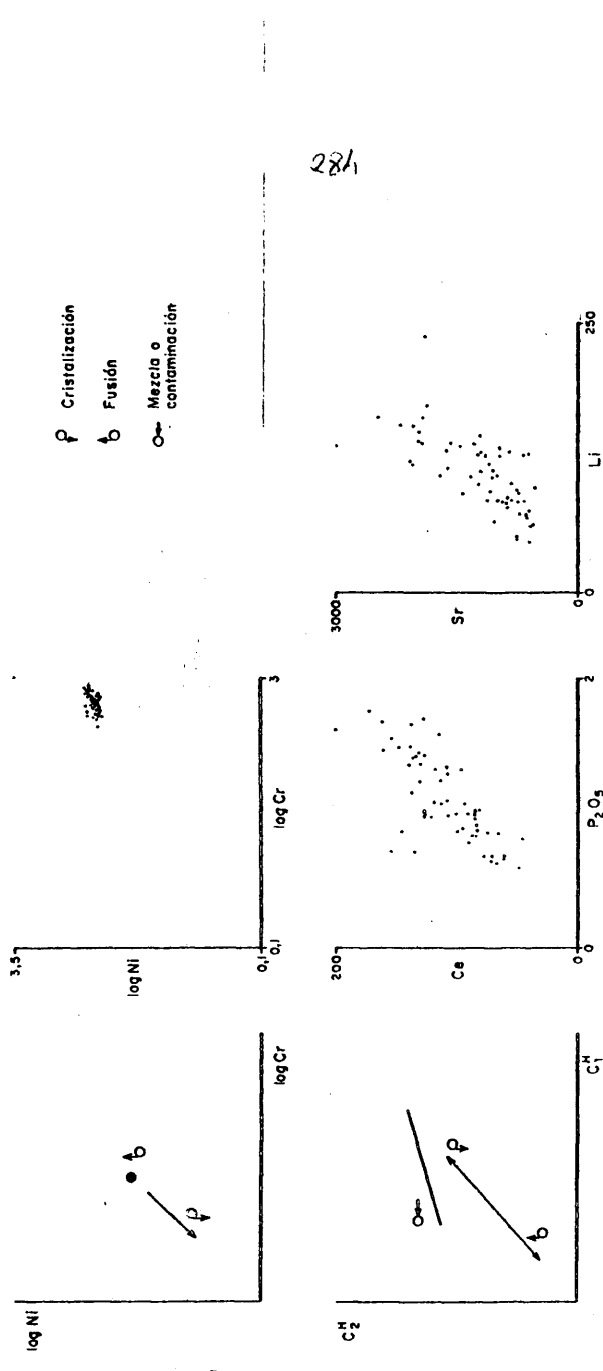 284
log Ni
log Cr
3,5
log Ni
0,1
0,1
log Cr
3
Cristalización
Fusión
Mezcla o
contaminación
C₂ᴴ
C₁ᴴ
200
Ce
0
0
P₂O₅
2
3000
Sr
0
0
Li
250